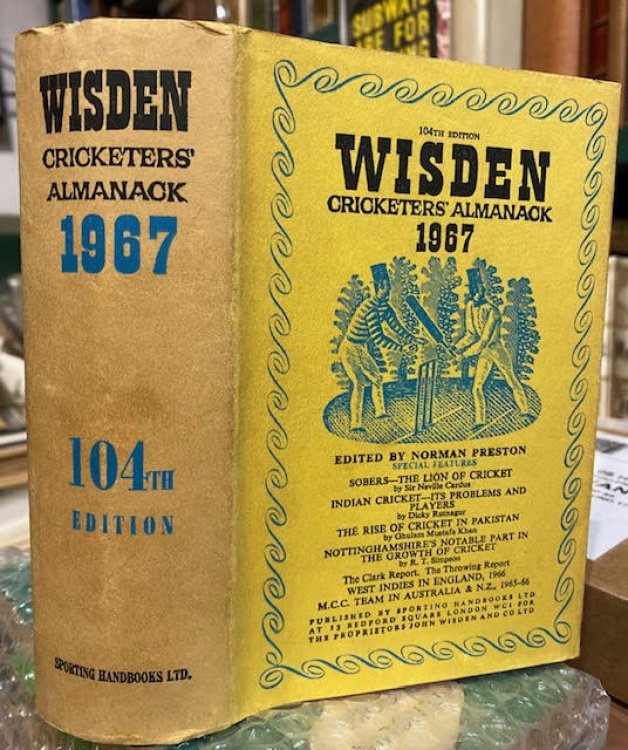 WISDEN
CRICKETERS'
ALMANACK
1967
104TH
EDITION
SPORTING HANDBOOKS LTD.
104TH EDITION
WISDEN
CRICKETERS' ALMANACK
1967
EDITED BY NORMAN PRESTON
SPECIAL FEATURES
SOBERS—THE LION OF CRICKET
by Sir Neville Cardus
INDIAN CRICKET—ITS PROBLEMS AND
PLAYERS
by Dicky Rutnagur
THE RISE OF CRICKET IN PAKISTAN
by Ghulam Mustafa Khan
NOTTINGHAMSHIRE'S NOTABLE PART IN
THE GROWTH OF CRICKET
by R. T. Simpson
The Clark Report. The Throwing Report
WEST INDIES IN ENGLAND, 1966
M.C.C. TEAM IN AUSTRALIA & N.Z., 1965-66
PUBLISHED BY SPORTING HANDBOOKS LTD
AT 13 BEDFORD SQUARE LONDON WC1 FOR
THE PROPRIETORS JOHN WISDEN AND CO LTD
SUBWAYS
ARE FOR